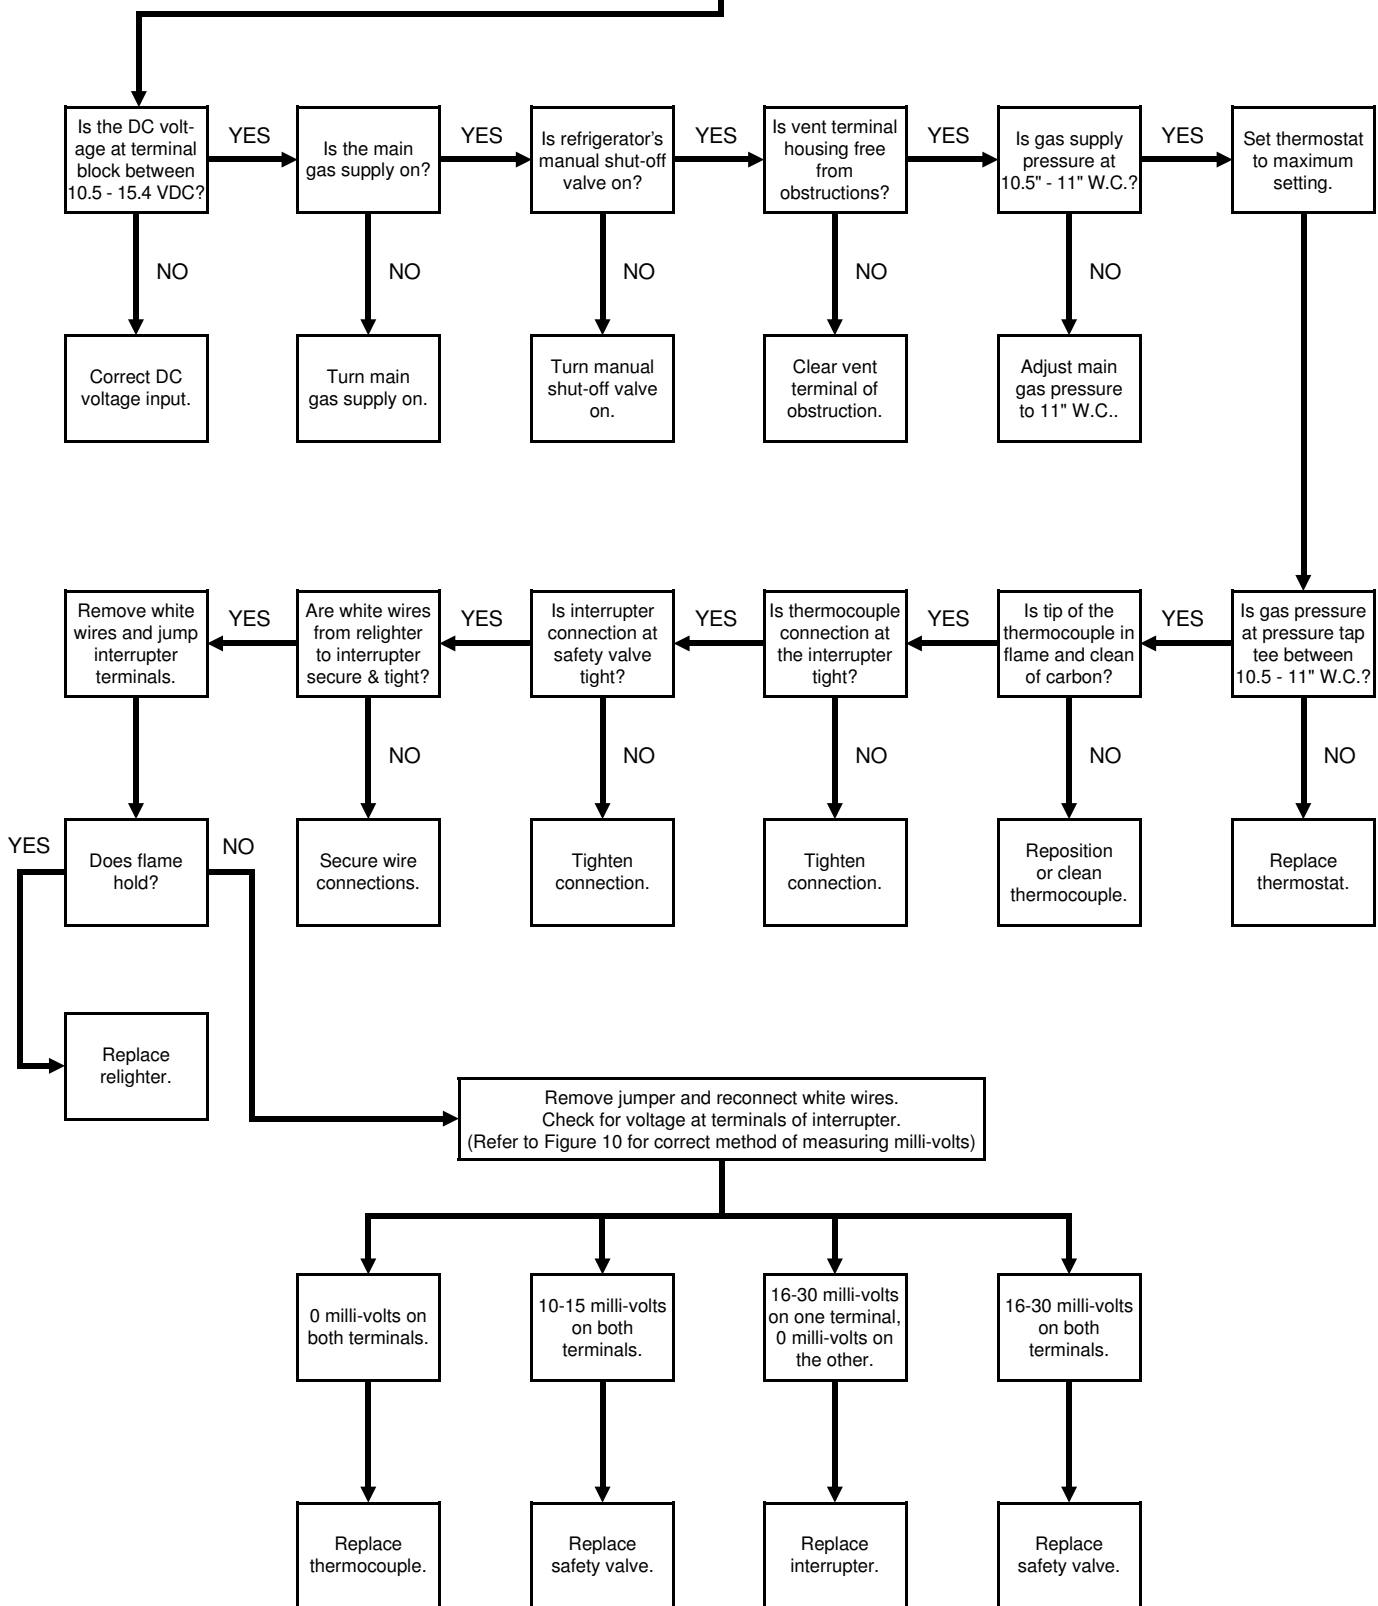 Is the DC volt-
age at terminal
block between
10.5 - 15.4 VDC?
YES
Is the main
gas supply on?
YES
Is refrigerator's
manual shut-off
valve on?
YES
Is vent terminal
housing free
from
obstructions?
YES
Is gas supply
pressure at
10.5" - 11" W.C.?
YES
Set thermostat
to maximum
setting.
NO
NO
NO
NO
NO
Correct DC
voltage input.
Turn main
gas supply on.
Turn manual
shut-off valve
on.
Clear vent
terminal of
obstruction.
Adjust main
gas pressure
to 11" W.C..
Remove white
wires and jump
interrupter
terminals.
YES
Are white wires
from relighter
to interrupter
secure & tight?
YES
Is interrupter
connection at
safety valve
tight?
YES
Is thermocouple
connection at
the interrupter
tight?
YES
Is tip of the
thermocouple in
flame and clean
of carbon?
YES
Is gas pressure
at pressure tap
tee between
10.5 - 11" W.C.?
NO
NO
NO
NO
NO
YES
Does flame
hold?
NO
Secure wire
connections.
Tighten
connection.
Tighten
connection.
Reposition
or clean
thermocouple.
Replace
thermostat.
Replace
relighter.
Remove jumper and reconnect white wires.
Check for voltage at terminals of interrupter.
(Refer to Figure 10 for correct method of measuring milli-volts)
0 milli-volts on
both terminals.
10-15 milli-volts
on both
terminals.
16-30 milli-volts
on one terminal,
0 milli-volts on
the other.
16-30 milli-volts
on both
terminals.
Replace
thermocouple.
Replace
safety valve.
Replace
interrupter.
Replace
safety valve.